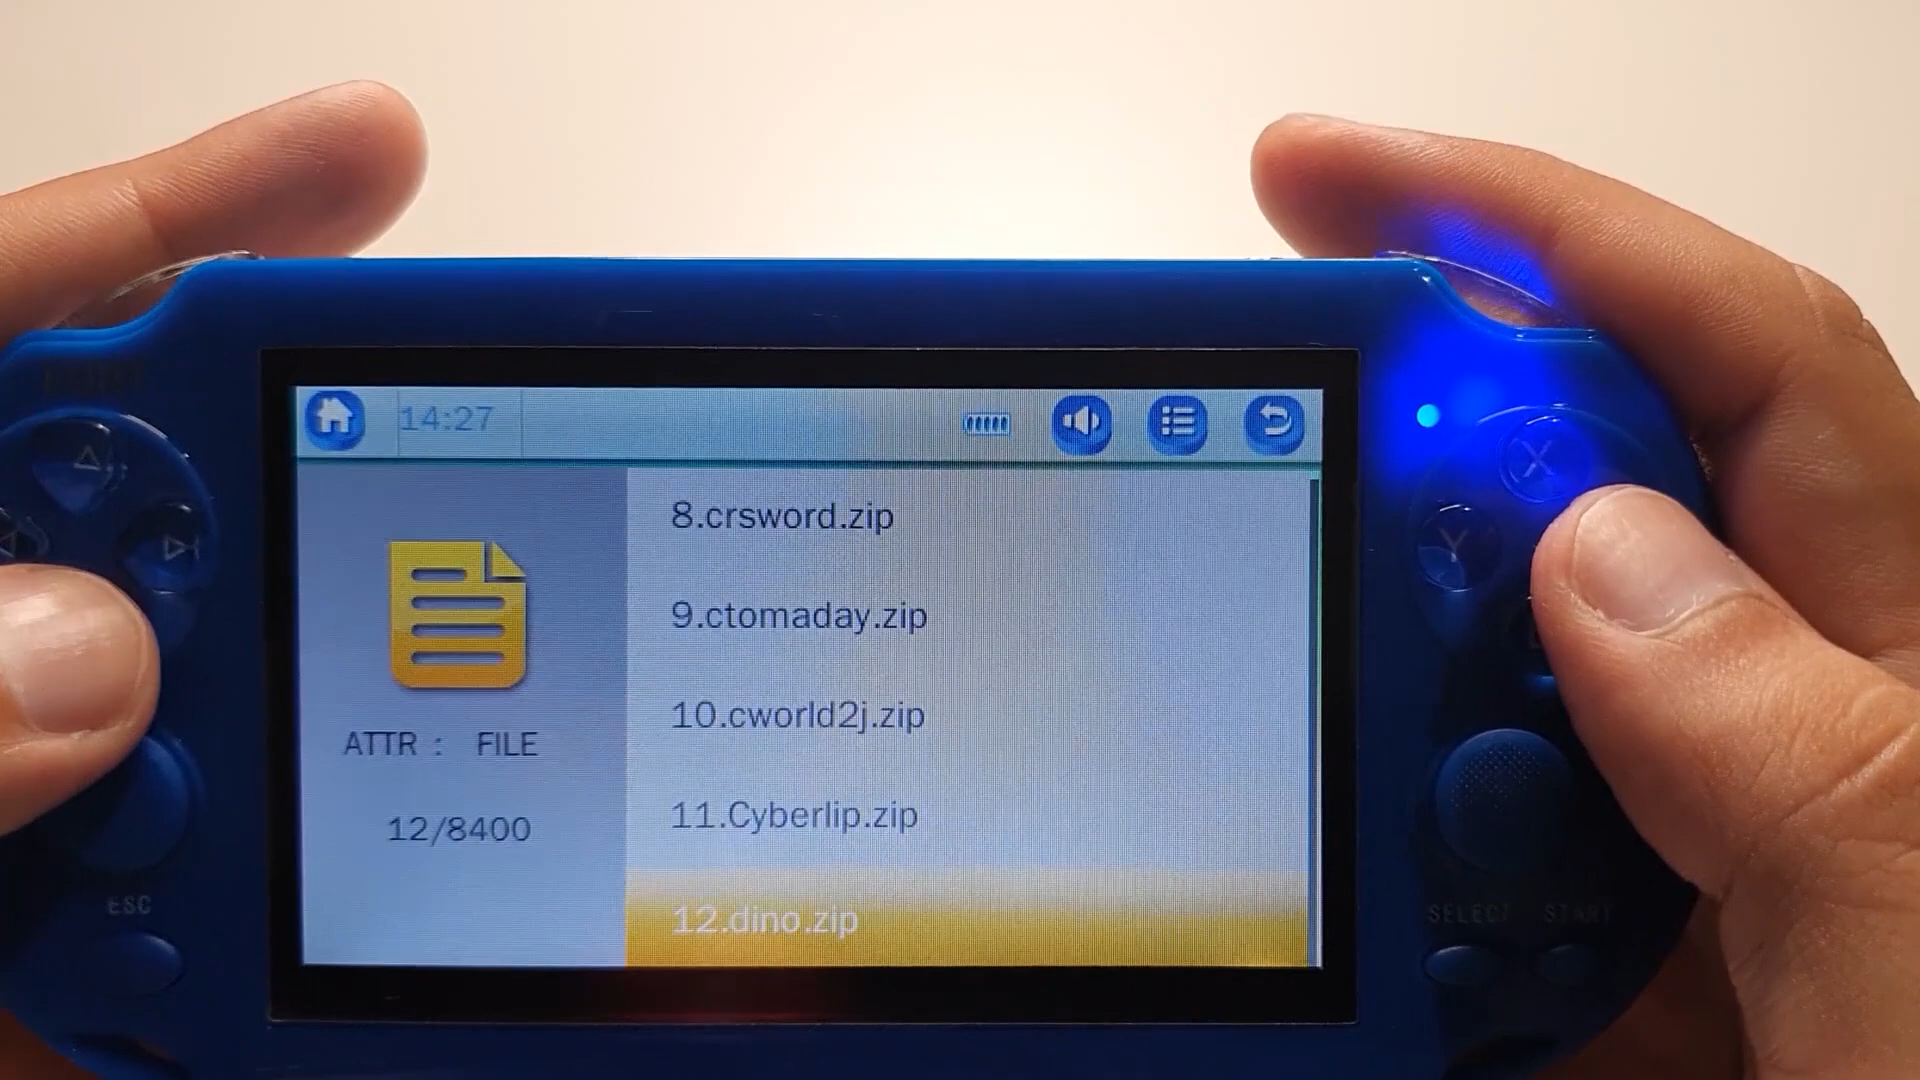 14:27
8.crsword.zip
9.ctomaday.zip
10.cworld2j.zip
11.Cyberlip.zip
12.dino.zip
ATTR : FILE
12/8400
X
Y
ESC
SELECT START